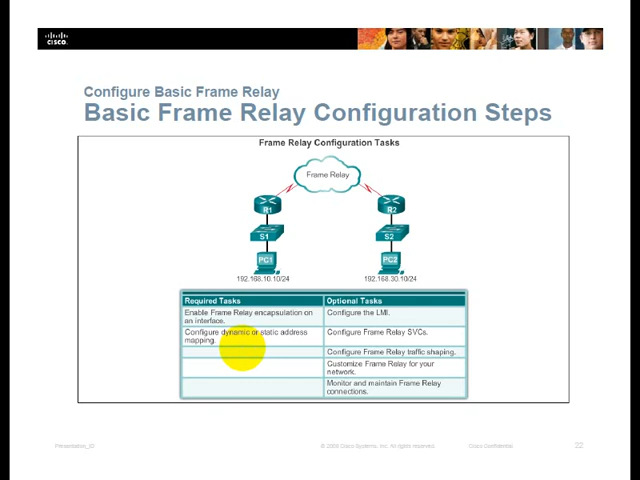 CISCO.
Configure Basic Frame Relay
Basic Frame Relay Configuration Steps
Frame Relay Configuration Tasks
Frame Relay
R1
R2
S1
S2
PC1
PC2
192.168.10.10/24
192.168.30.10/24
Required Tasks
Optional Tasks
Enable Frame Relay encapsulation on
an interface.
Configure the LMI.
Configure dynamic or static address
mapping.
Configure Frame Relay SVCs.
Configure Frame Relay traffic shaping.
Customize Frame Relay for your
network.
Monitor and maintain Frame Relay
connections.
Presentation_ID
© 2008 Cisco Systems, Inc. All rights reserved.
Cisco Confidential
22